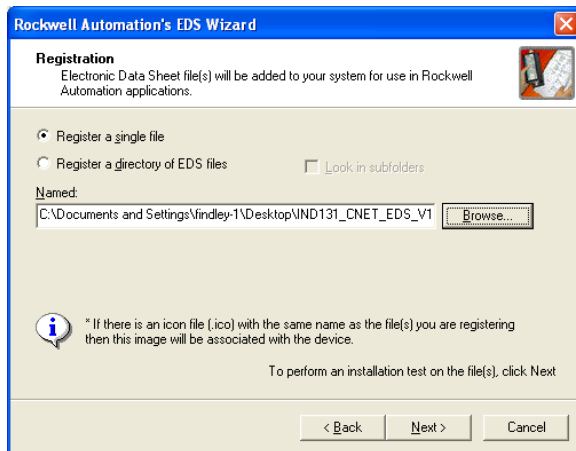 Rockwell Automation's EDS Wizard
Registration
Electronic Data Sheet file(s) will be added to your system for use in Rockwell
Automation applications.
Register a single file
Register a directory of EDS files
Look in subfolders
Named:
C:\Documents and Settings\findley-1\Desktop\IND131_CNET_EDS_V1
Browse...
* If there is an icon file (.ico) with the same name as the file(s) you are registering
then this image will be associated with the device.
To perform an installation test on the file(s), click Next
< Back
Next >
Cancel